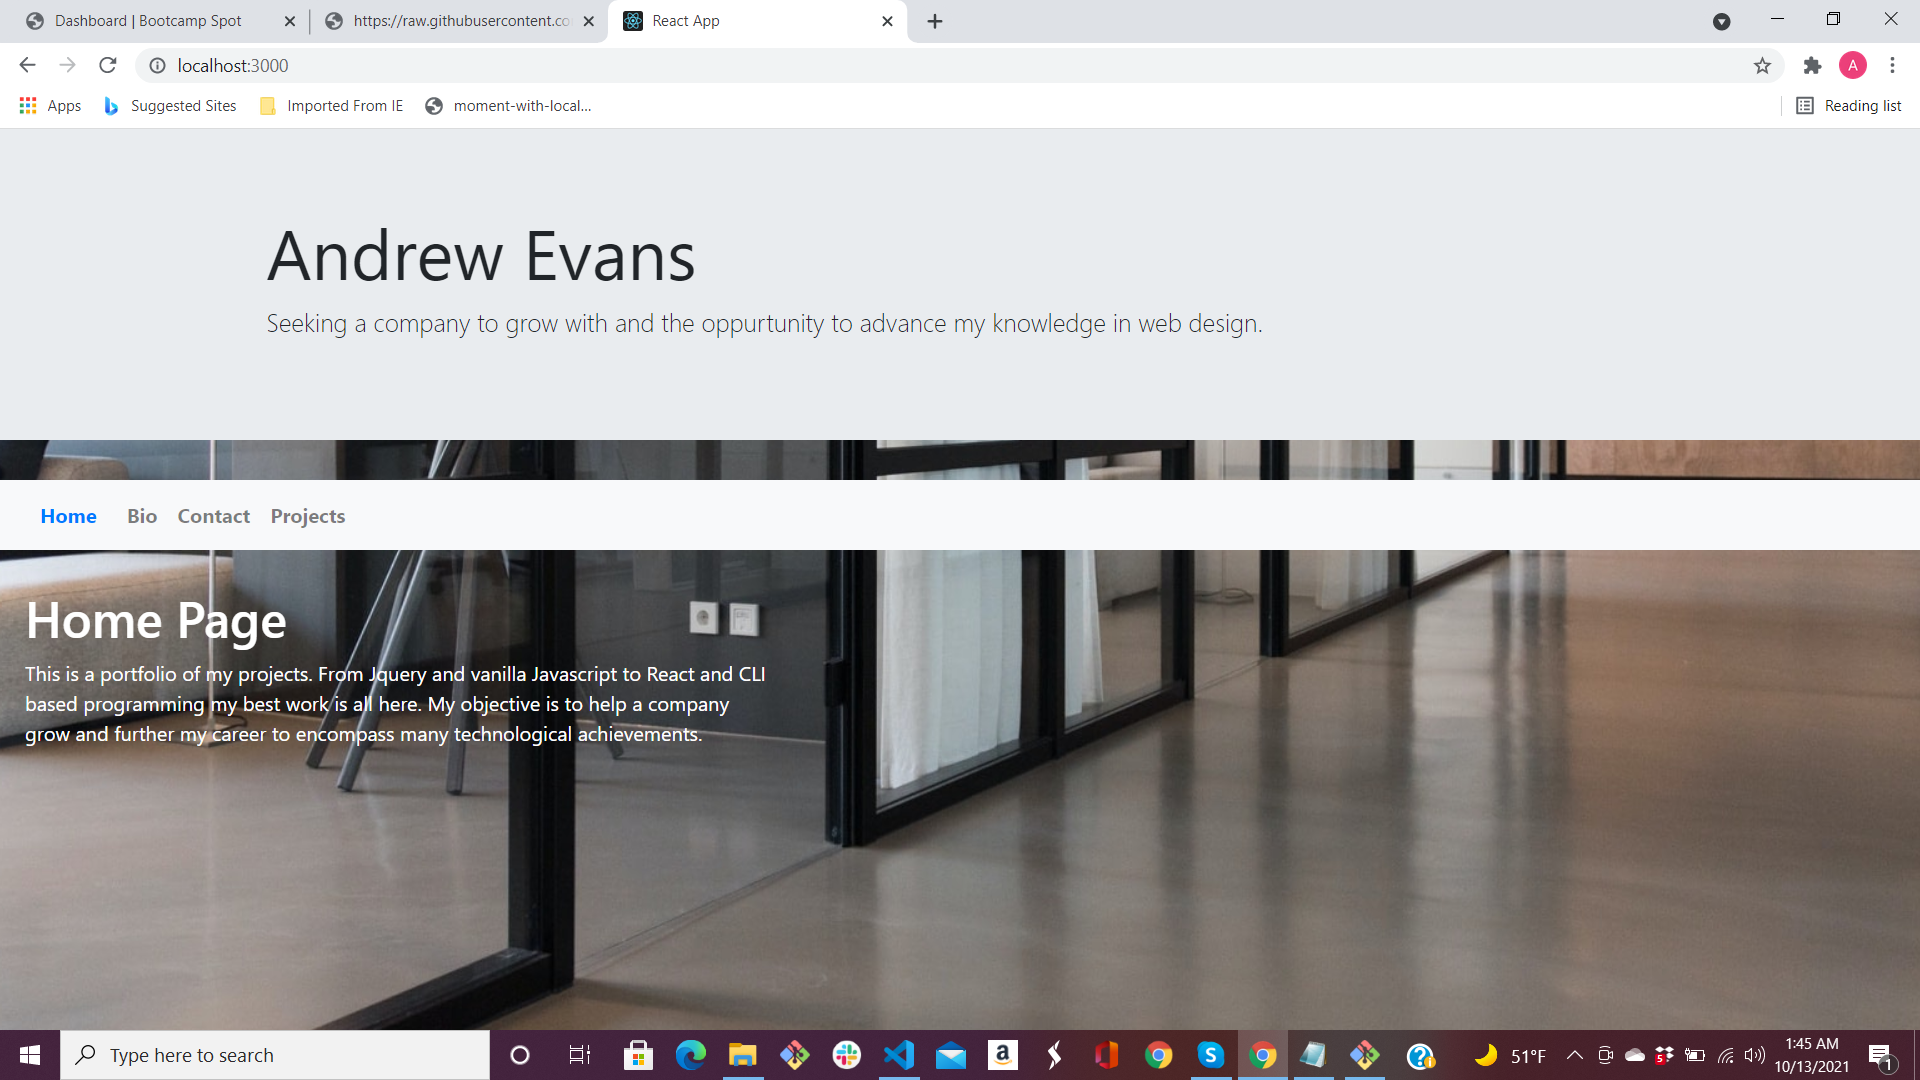 Dashboard | Bootcamp Spot
https://raw.githubusercontent.co
React App
localhost:3000
A
Apps
Suggested Sites
Imported From IE
moment-with-local...
Reading list
Andrew Evans
Seeking a company to grow with and the oppurtunity to advance my knowledge in web design.
Home Bio Contact Projects
Home Page
This is a portfolio of my projects. From Jquery and vanilla Javascript to React and CLI
based programming my best work is all here. My objective is to help a company
grow and further my career to encompass many technological achievements.
Type here to search
51°F
1:45 AM
10/13/2021
1